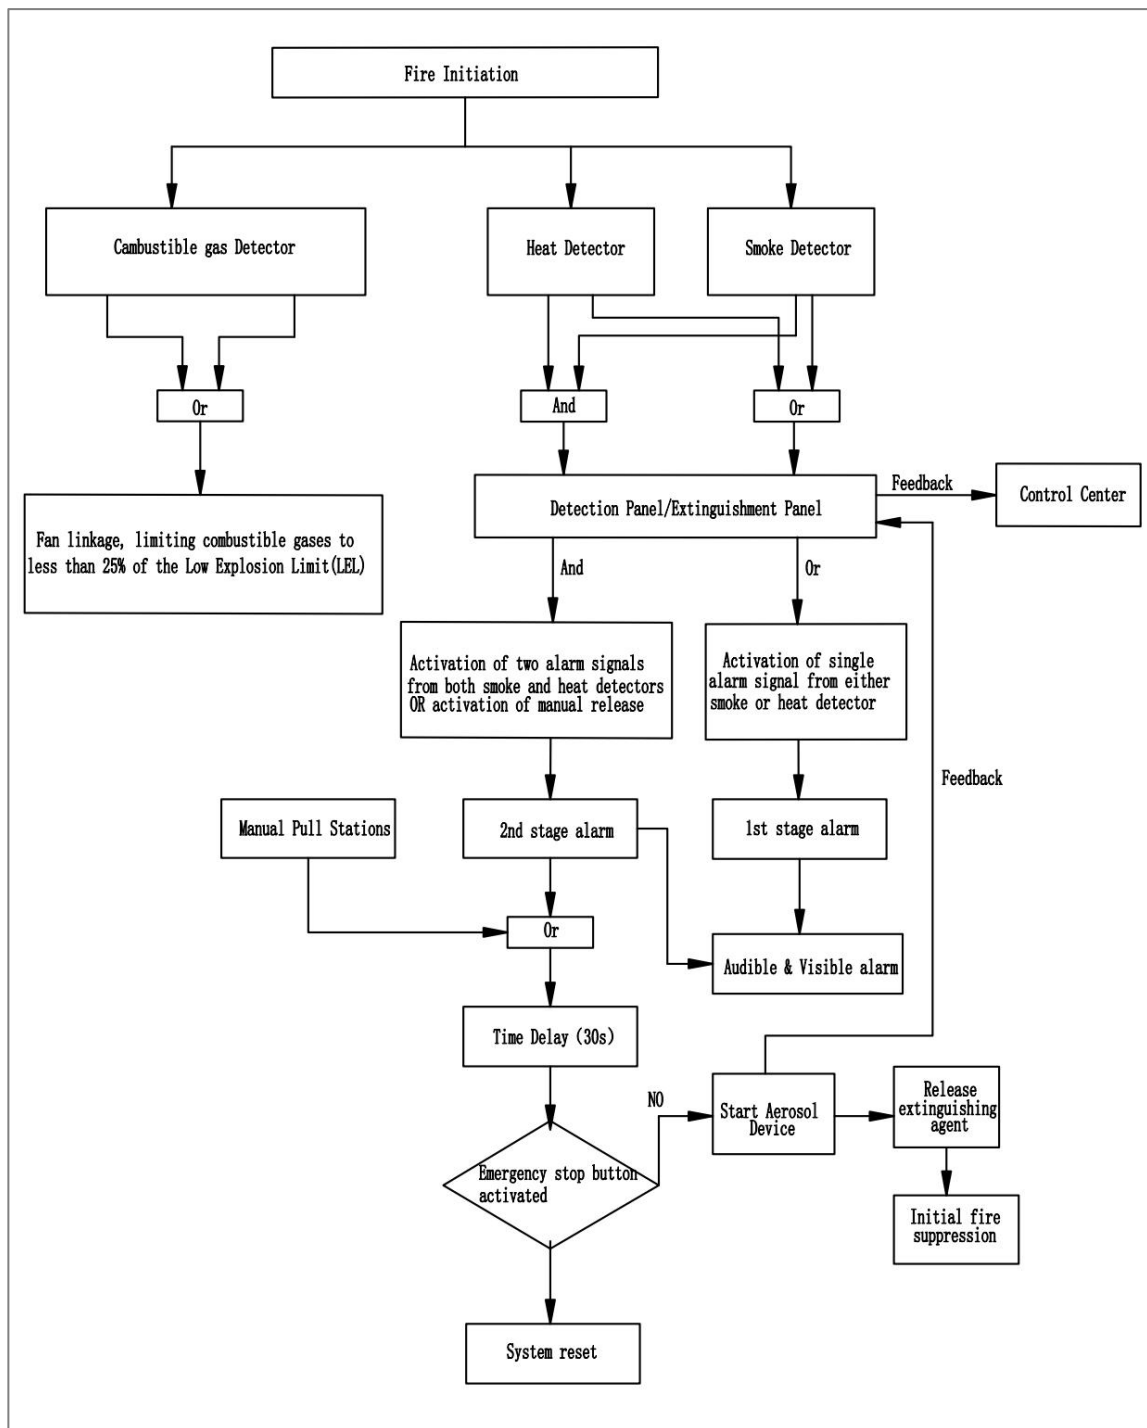 Fire Initiation
Cambustible gas Detector
Heat Detector
Smoke Detector
Or
And
Or
Fan linkage, limiting combustible gases to
less than 25% of the Low Explosion Limit(LEL)
Detection Panel/Extinguishment Panel
Feedback
Control Center
And
Or
Activation of two alarm signals
from both smoke and heat detectors
OR activation of manual release
Activation of single
alarm signal from either
smoke or heat detector
Feedback
Manual Pull Stations
2nd stage alarm
1st stage alarm
Or
Audible & Visible alarm
Time Delay (30s)
NO
Start Aerosol
Device
Release
extinguishing
agent
Emergency stop button
activated
Initial fire
suppression
System reset